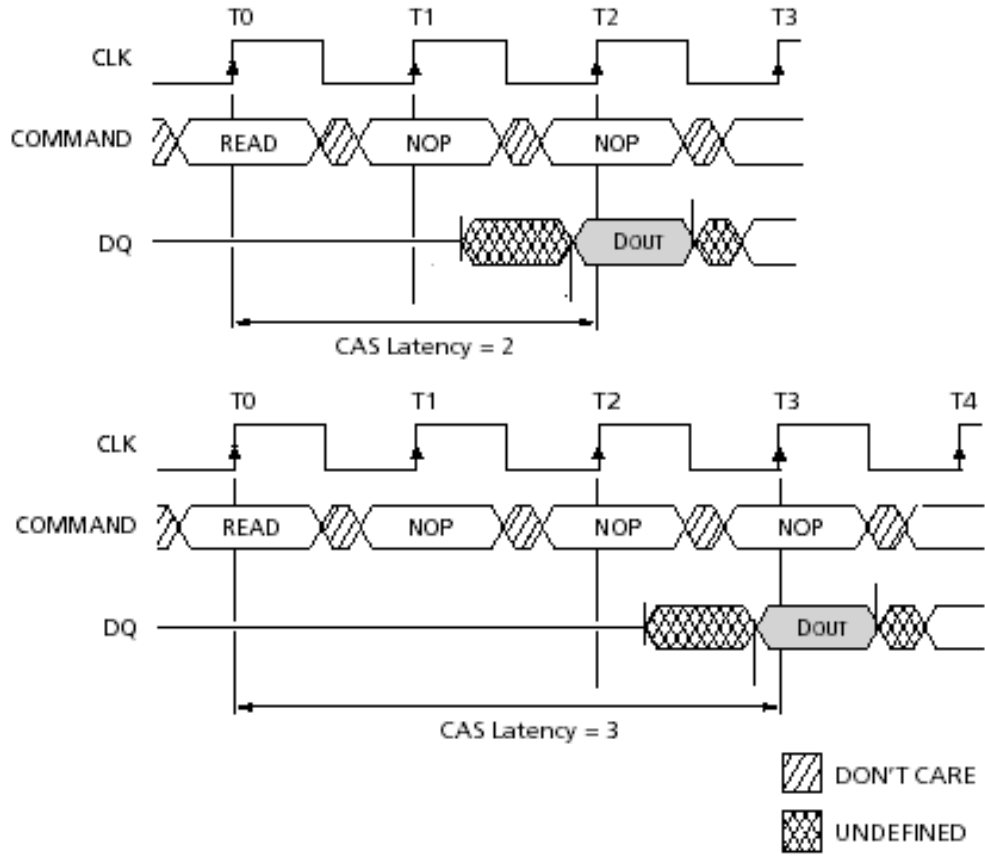 T0 T1 T2 T3
CLK
COMMAND READ NOP NOP
DQ DOUT
CAS Latency = 2
T0 T1 T2 T3 T4
CLK
COMMAND READ NOP NOP NOP
DQ DOUT
CAS Latency = 3
DON'T CARE
UNDEFINED